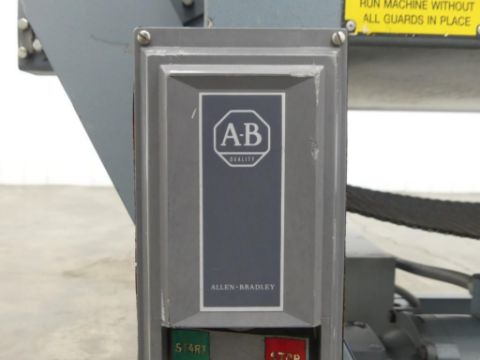 RUN MACHINE WITHOUT
ALL GUARDS IN PLACE
A-B
QUALITY
ALLEN-BRADLEY
START
STOP